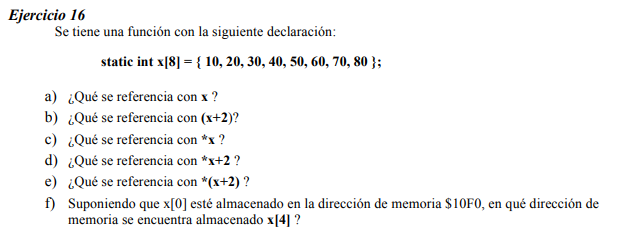 Ejercicio 16
Se tiene una función con la siguiente declaración:
static int x[8] = { 10, 20, 30, 40, 50, 60, 70, 80 };
a) ¿Qué se referencia con x ?
b) ¿Qué se referencia con (x+2)?
c) ¿Qué se referencia con *x ?
d) ¿Qué se referencia con *x+2 ?
e) ¿Qué se referencia con *(x+2) ?
f) Suponiendo que x[0] esté almacenado en la dirección de memoria $10F0, en qué dirección de
memoria se encuentra almacenado x[4] ?